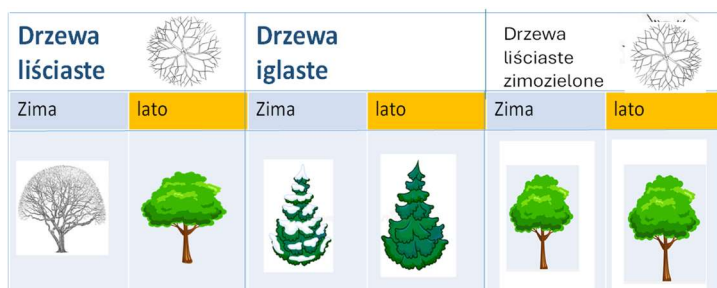 Drzewa
liściaste
Drzewa
iglaste
Drzewa
liściaste
zimozielone
Zima
lato
Zima
lato
Zima
lato